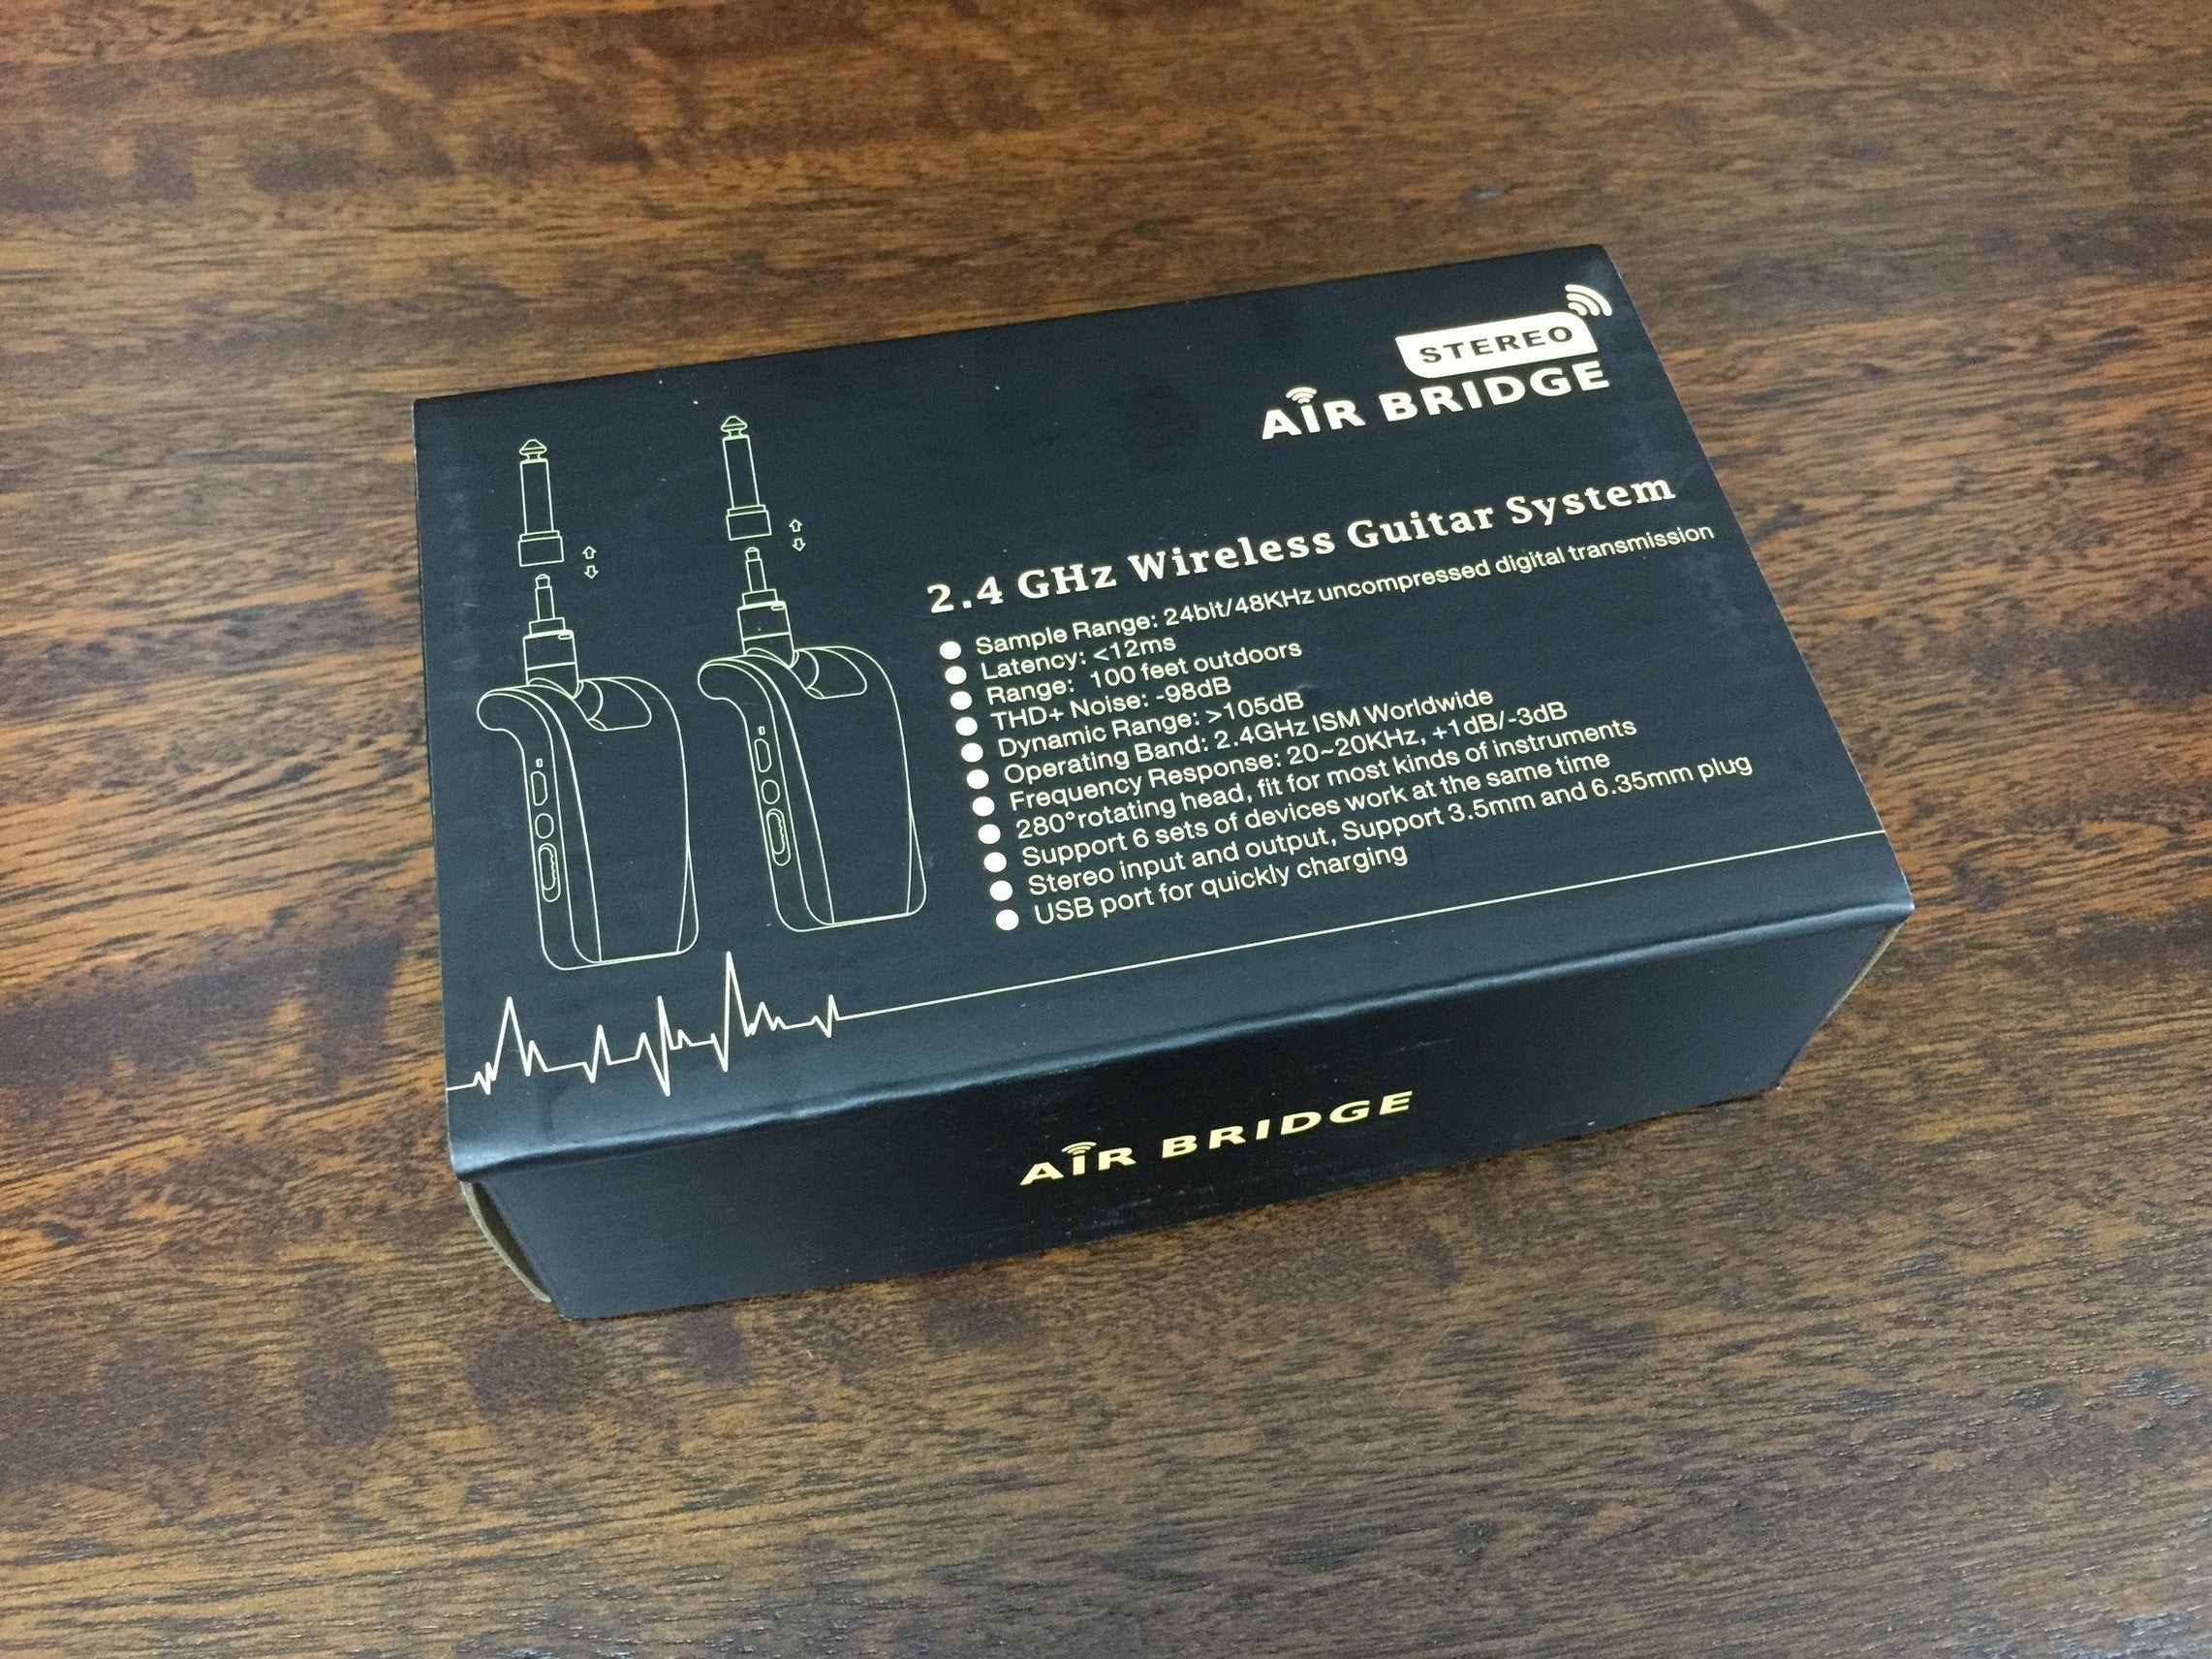 STEREO
AIR BRIDGE
2.4 GHz Wireless Guitar System
Sample Range: 24bit/48KHz uncompressed digital transmission
Latency: <12ms
Range: 100 feet outdoors
THD+ Noise: -98dB
Dynamic Range: >105dB
Operating Band: 2.4GHz ISM Worldwide
Frequency Response: 20~20KHz, +1dB/-3dB
280°rotating head, fit for most kinds of instruments
Support 6 sets of devices work at the same time
Stereo input and output, Support 3.5mm and 6.35mm plug
USB port for quickly charging
AIR BRIDGE